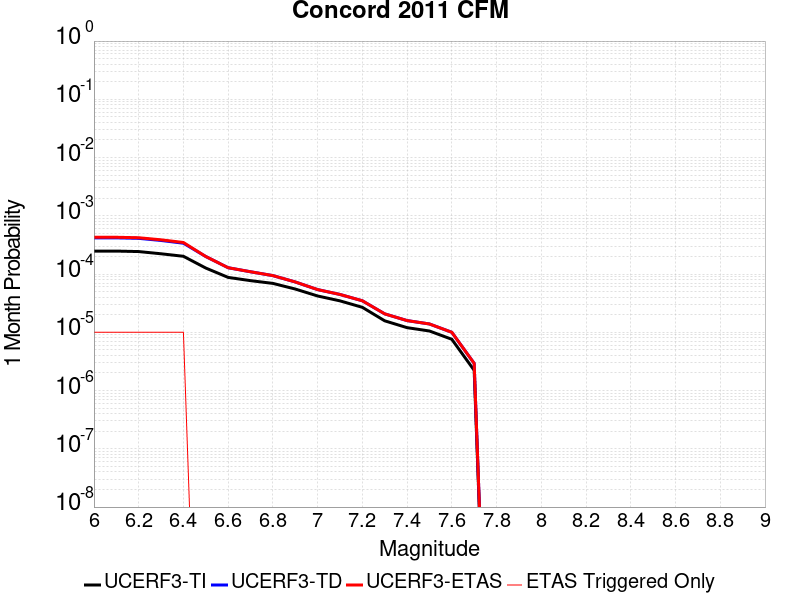 Concord 2011 CFM
10^0
10^-1
10^-2
10^-3
10^-4
10^-5
10^-6
10^-7
10^-8
1 Month Probability
6 6.2 6.4 6.6 6.8 7 7.2 7.4 7.6 7.8 8 8.2 8.4 8.6 8.8 9
Magnitude
UCERF3-TI UCERF3-TD UCERF3-ETAS ETAS Triggered Only